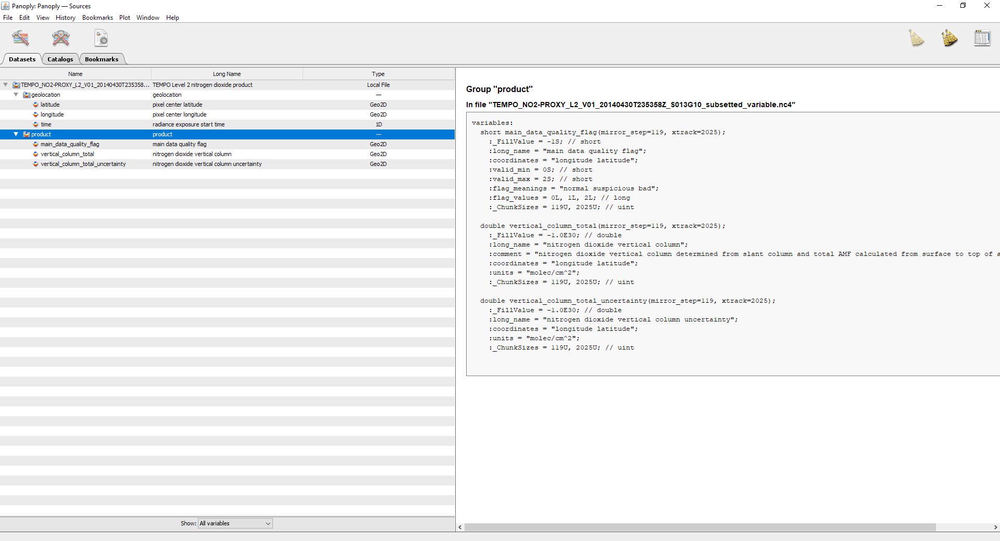 Panoply: Panoply — Sources
File Edit View History Bookmarks Plot Window Help
Datasets Catalogs Bookmarks
Name Long Name Type
TEMPO_NO2-PROXY_L2_V01_20140430T235358... TEMPO Level 2 nitrogen dioxide product Local File
geolocation geolocation —
latitude pixel center latitude Geo2D
longitude pixel center longitude Geo2D
time radiance exposure start time 1D
product product —
main_data_quality_flag main data quality flag Geo2D
vertical_column_total nitrogen dioxide vertical column Geo2D
vertical_column_total_uncertainty nitrogen dioxide vertical column uncertainty Geo2D
Show: All variables
Group "product"
In file "TEMPO_NO2-PROXY_L2_V01_20140430T235358Z_S013G10_subsetted_variable.nc4"
variables:
short main_data_quality_flag(mirror_step=119, xtrack=2025);
:_FillValue = -1S; // short
:long_name = "main data quality flag";
:coordinates = "longitude latitude";
:valid_min = 0S; // short
:valid_max = 2S; // short
:flag_meanings = "normal suspicious bad";
:flag_values = 0L, 1L, 2L; // long
:_ChunkSizes = 119U, 2025U; // uint
double vertical_column_total(mirror_step=119, xtrack=2025);
:_FillValue = -1.0E30; // double
:long_name = "nitrogen dioxide vertical column";
:comment = "nitrogen dioxide vertical column determined from slant column and total AMF calculated from surface to top of a
:coordinates = "longitude latitude";
:units = "molec/cm^2";
:_ChunkSizes = 119U, 2025U; // uint
double vertical_column_total_uncertainty(mirror_step=119, xtrack=2025);
:_FillValue = -1.0E30; // double
:long_name = "nitrogen dioxide vertical column uncertainty";
:coordinates = "longitude latitude";
:units = "molec/cm^2";
:_ChunkSizes = 119U, 2025U; // uint